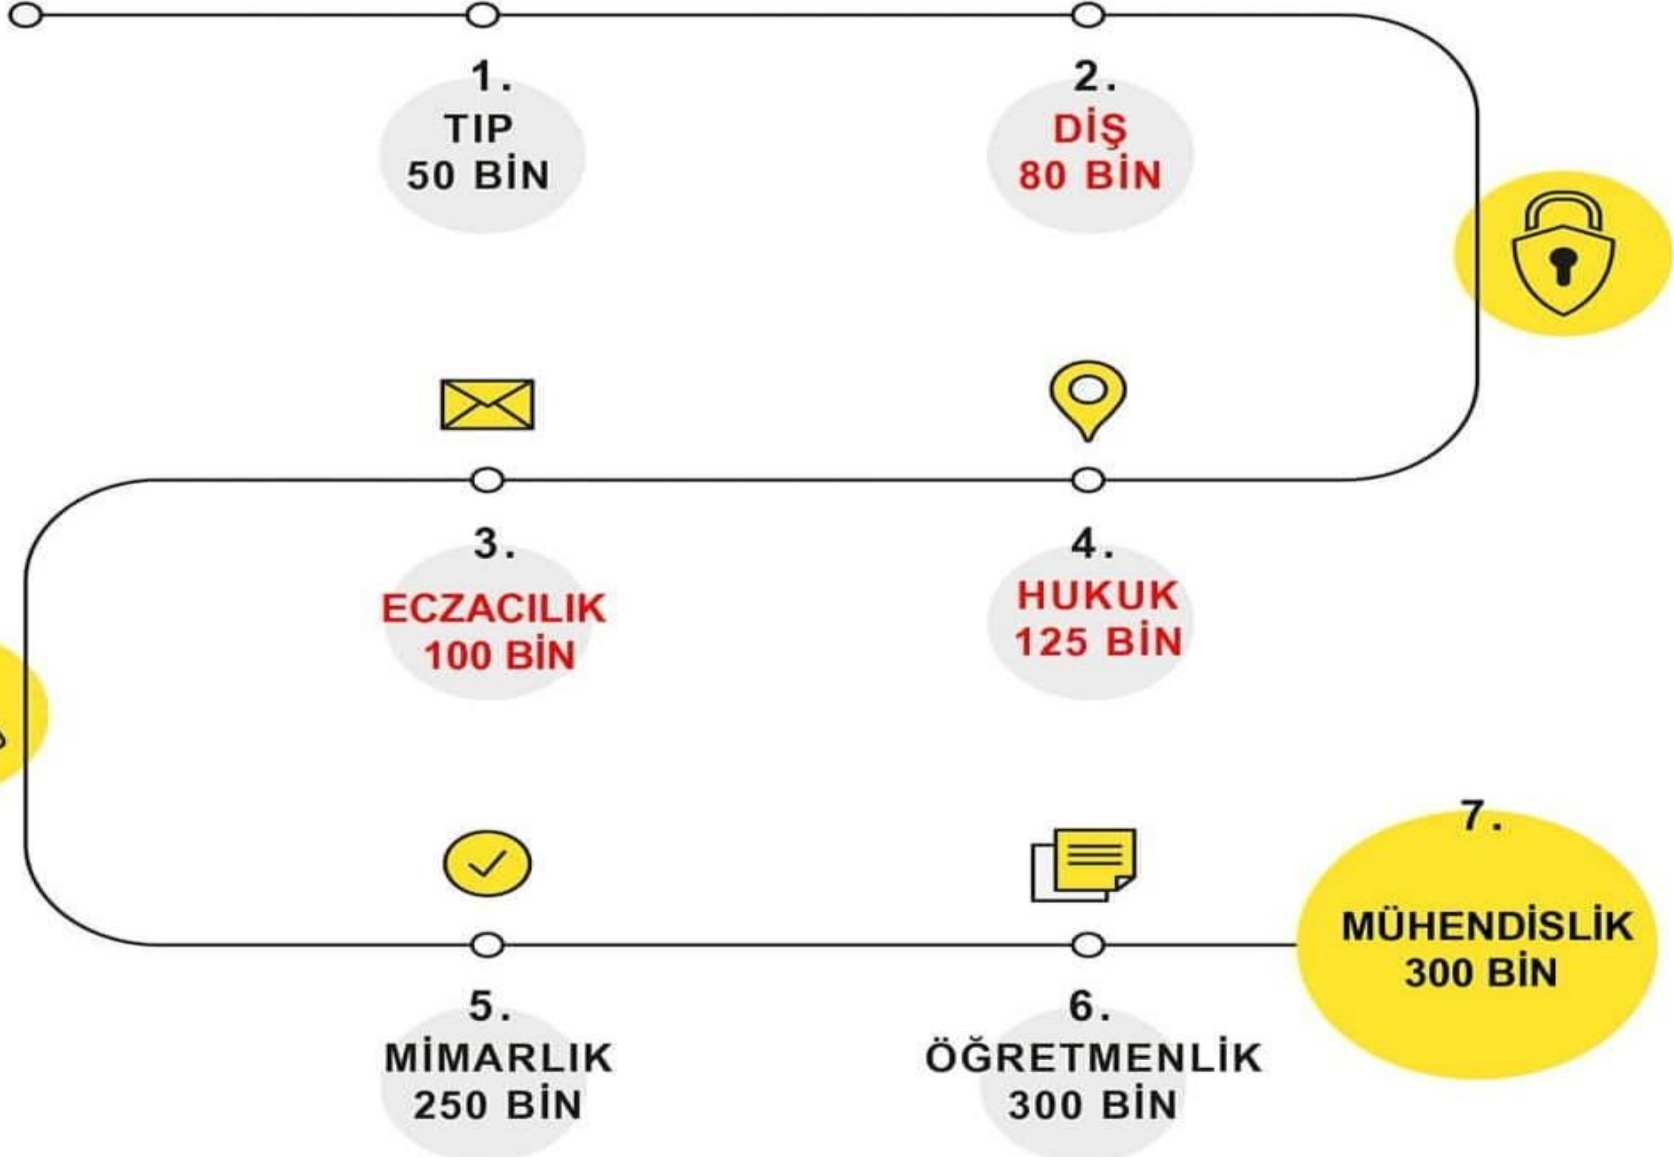 1.
TIP
50 BİN
2.
DİŞ
80 BİN
3.
ECZACILIK
100 BİN
4.
HUKUK
125 BİN
5.
MİMARLIK
250 BİN
6.
ÖĞRETMENLİK
300 BİN
7.
MÜHENDİSLİK
300 BİN